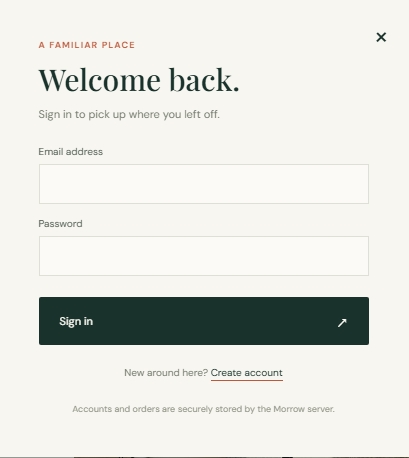 A FAMILIAR PLACE
Welcome back.
Sign in to pick up where you left off.
Email address
Password
Sign in ↗
New around here? Create account
Accounts and orders are securely stored by the Morrow server.